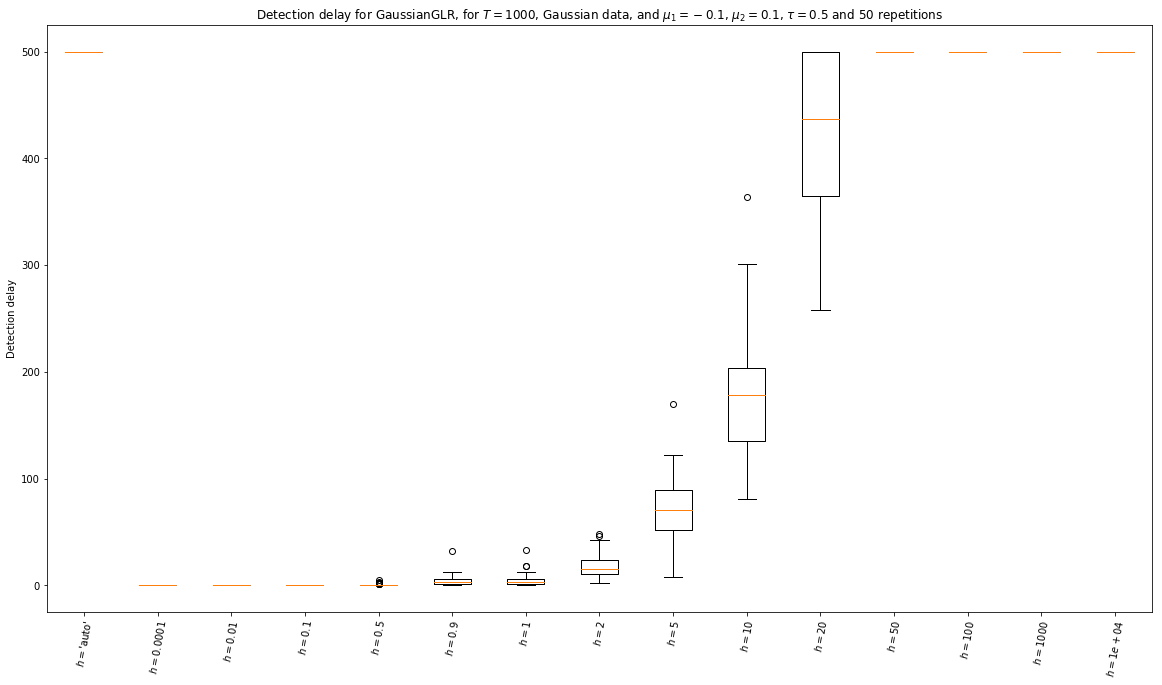 Detection delay for GaussianGLR, for T = 1000, Gaussian data, and μ₁ = − 0.1, μ₂ = 0.1, τ = 0.5 and 50 repetitions
Detection delay
500
400
300
200
100
0
h = 'auto'
h = 0.0001
h = 0.01
h = 0.1
h = 0.5
h = 0.9
h = 1
h = 2
h = 5
h = 10
h = 20
h = 50
h = 100
h = 1000
h = 1e + 04